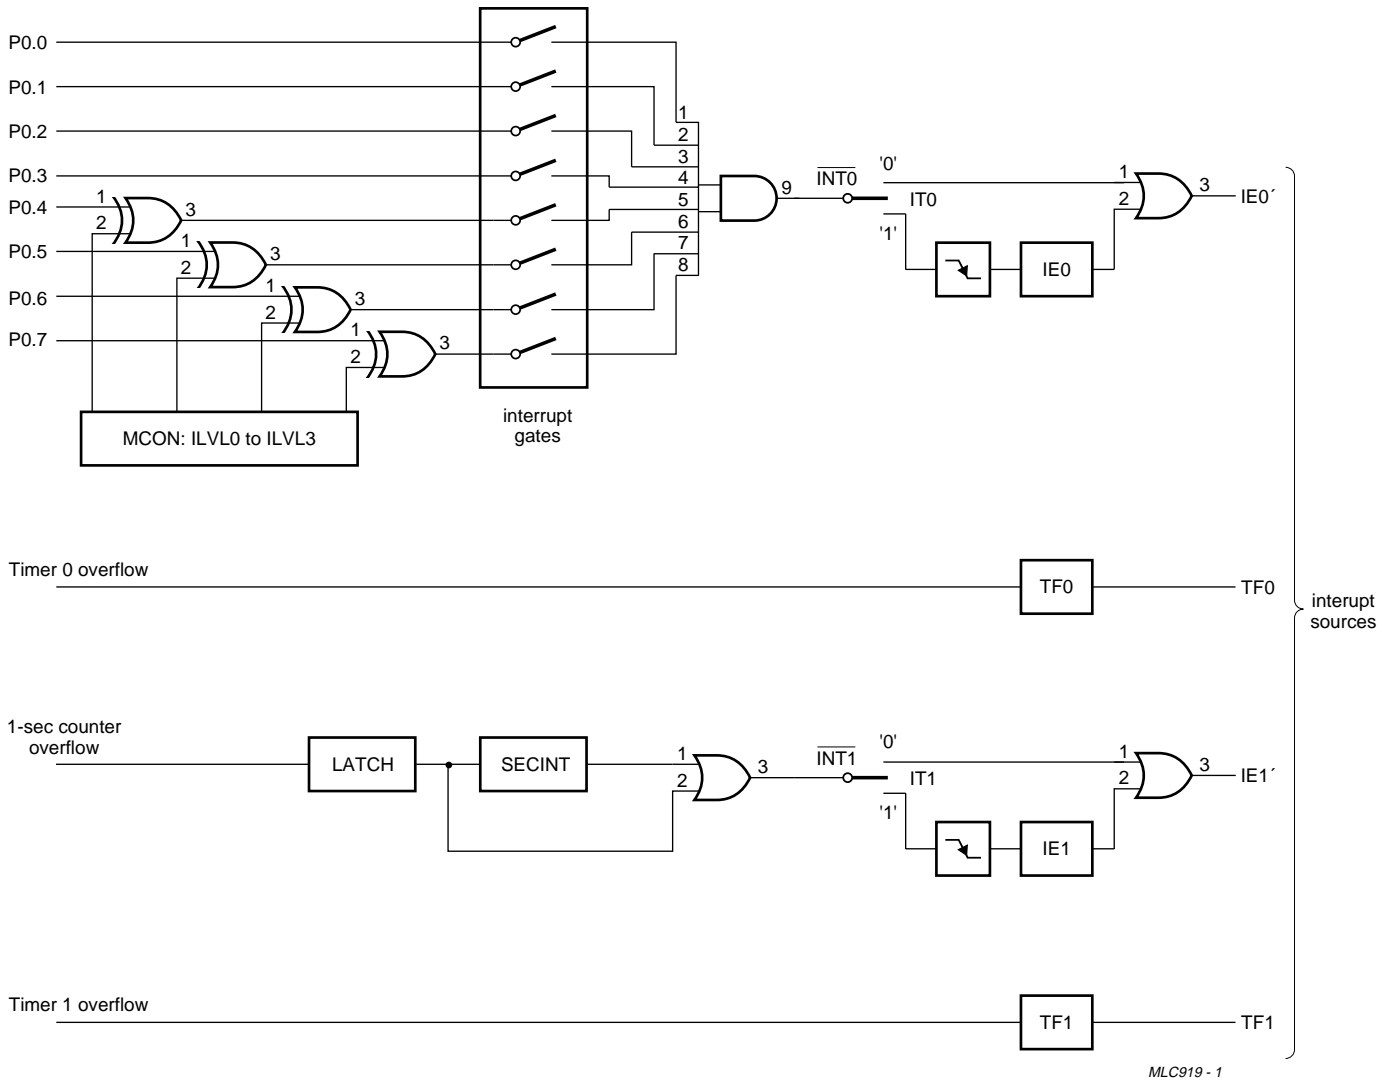 P0.0
P0.1
P0.2
P0.3
P0.4
P0.5
P0.6
P0.7
1
2
3
1
2
3
1
2
3
1
2
3
MCON: ILVL0 to ILVL3
interrupt
gates
1
2
3
4
5
6
7
8
9
INT0
'0'
IT0
'1'
IE0
1
2
3
IE0´
Timer 0 overflow
TF0
TF0
interupt
sources
1-sec counter
overflow
LATCH
SECINT
1
2
3
INT1
'0'
IT1
'1'
IE1
1
2
3
IE1´
Timer 1 overflow
TF1
TF1
MLC919 - 1